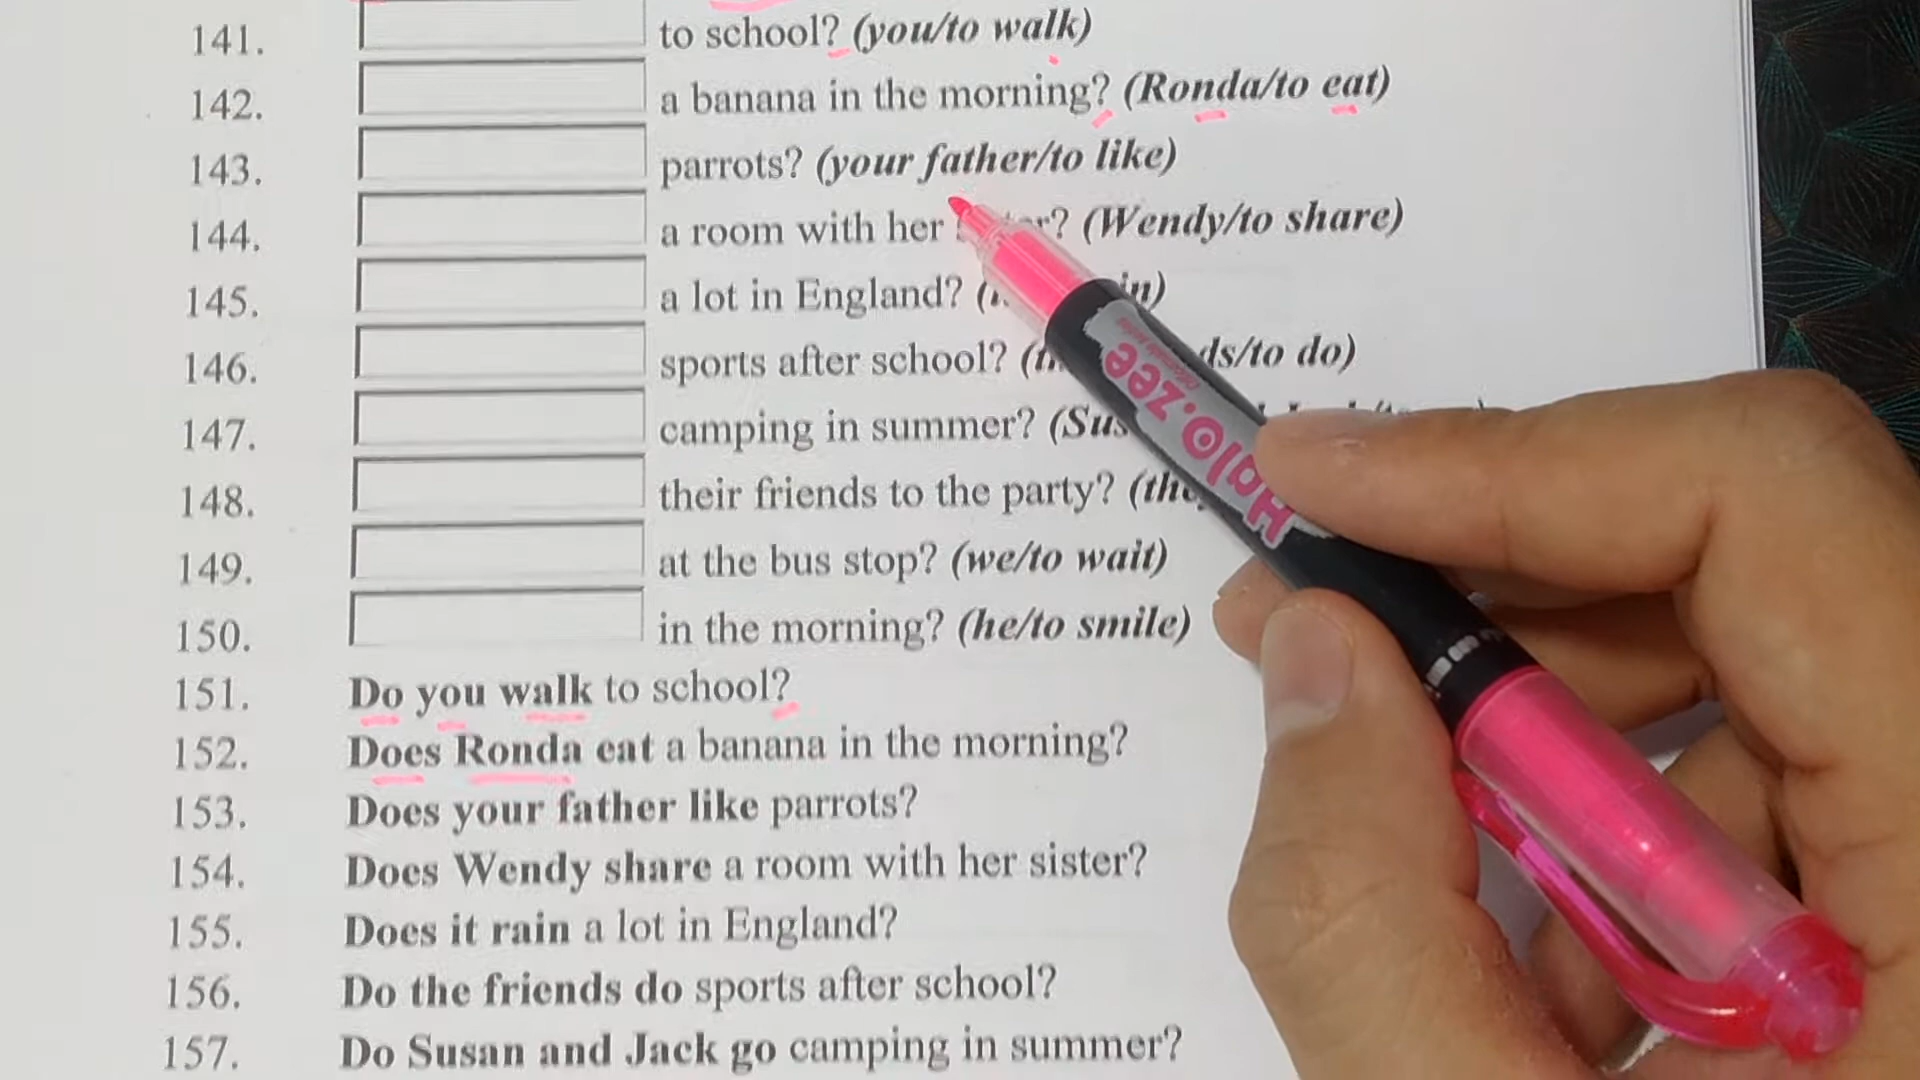 141. to school? (you/to walk)
142. a banana in the morning? (Ronda/to eat)
143. parrots? (your father/to like)
144. a room with her (Wendy/to share)
145. a lot in England?
146. sports after school? do)
147. camping in summer?
148. their friends to the party?
149. at the bus stop? (we/to wait)
150. in the morning? (he/to smile)
151. Do you walk to school?
152. Does Ronda eat a banana in the morning?
153. Does your father like parrots?
154. Does Wendy share a room with her sister?
155. Does it rain a lot in England?
156. Do the friends do sports after school?
157. Do Susan and Jack go camping in summer?
Halo.zee